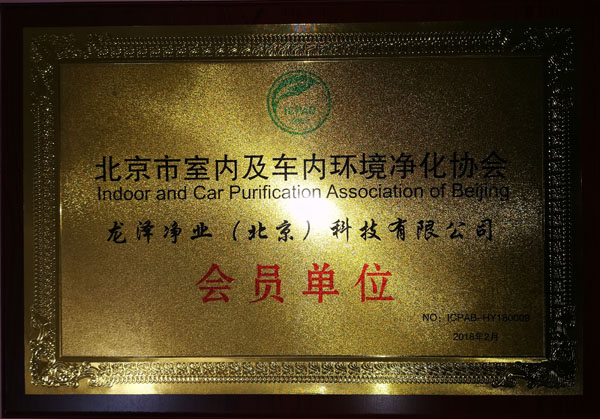 ICPAB
北京市室内及车内环境净化协会
Indoor and Car Purification Association of Beijing
龙泽净业（北京）科技有限公司
会员单位
NO: ICPAB-HY180009
2018年2月